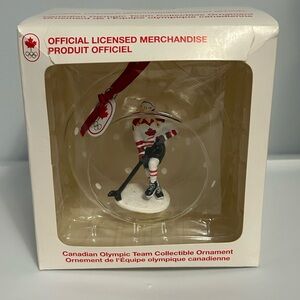 OFFICIAL LICENSED MERCHANDISE
PRODUIT OFFICIEL
Canadian Olympic Team Collectible Ornament
Ornement de l'Équipe olympique canadienne